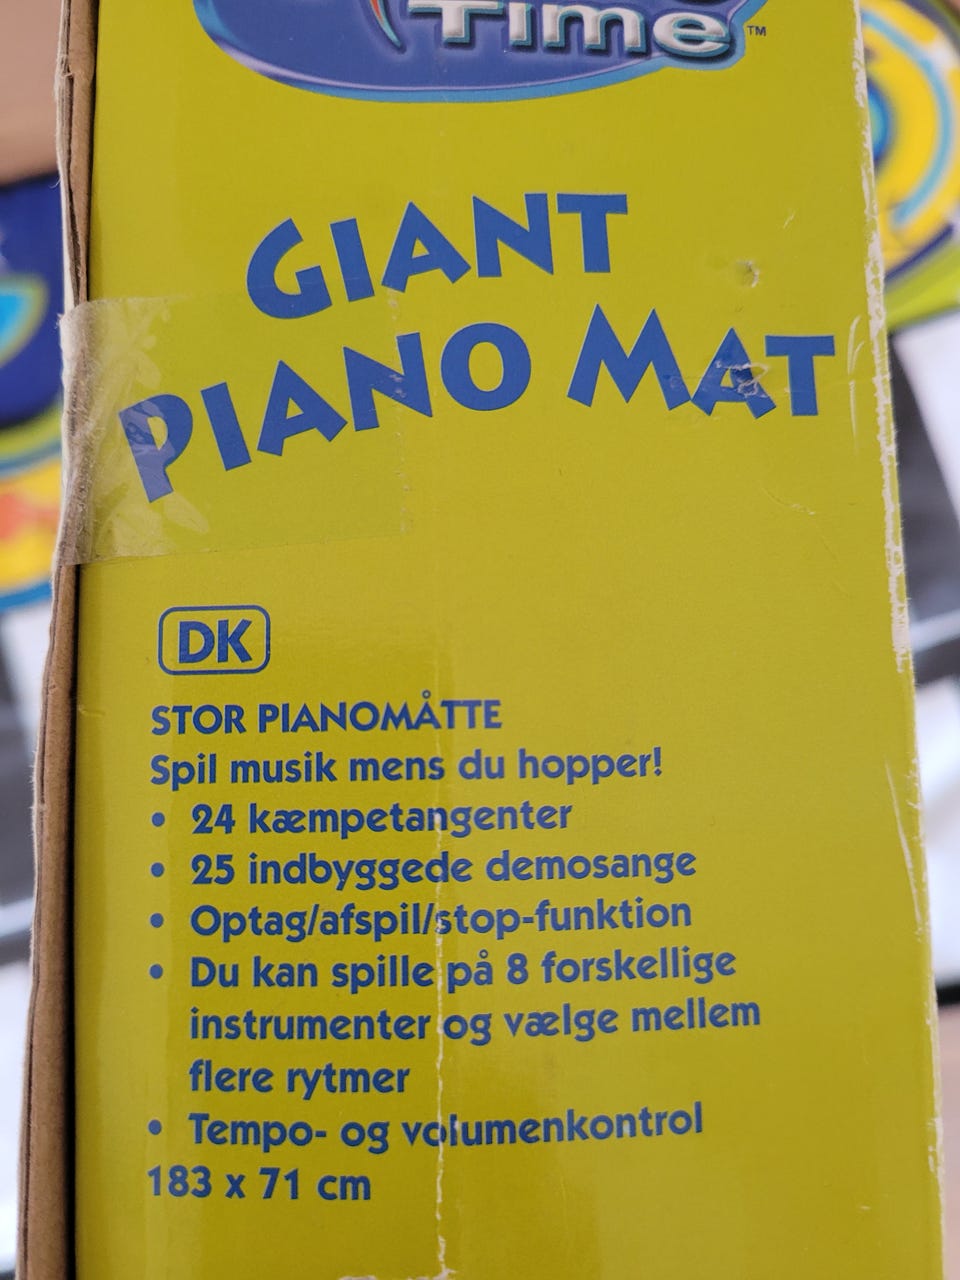 Time™
GIANT
PIANO MAT
DK
STOR PIANOMÅTTE
Spil musik mens du hopper!
• 24 kæmpetangenter
• 25 indbyggede demosange
• Optag/afspil/stop-funktion
• Du kan spille på 8 forskellige
instrumenter og vælge mellem
flere rytmer
• Tempo- og volumenkontrol
183 x 71 cm